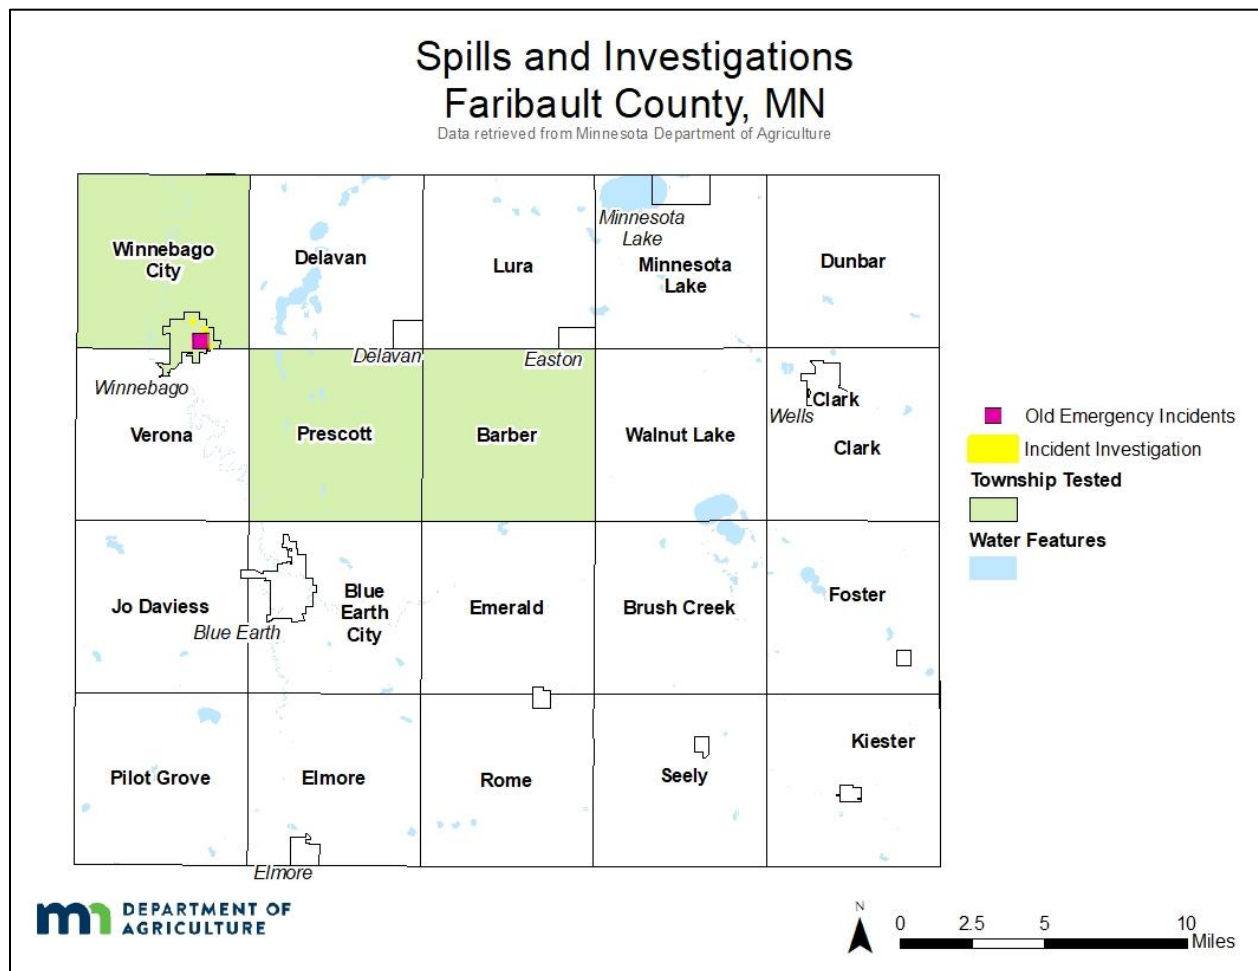 Spills and Investigations
Faribault County, MN
Data retrieved from Minnesota Department of Agriculture
Winnebago
City
Delavan
Lura
Minnesota
Lake
Minnesota
Lake
Dunbar
Winnebago
Delavan
Easton
Wells
Clark
Verona
Prescott
Barber
Walnut Lake
Clark
Jo Daviess
Blue Earth
Blue
Earth
City
Emerald
Brush Creek
Foster
Pilot Grove
Elmore
Rome
Seely
Kiester
Elmore
Old Emergency Incidents
Incident Investigation
Township Tested
Water Features
mn DEPARTMENT OF
AGRICULTURE
N
0 2.5 5 10
Miles